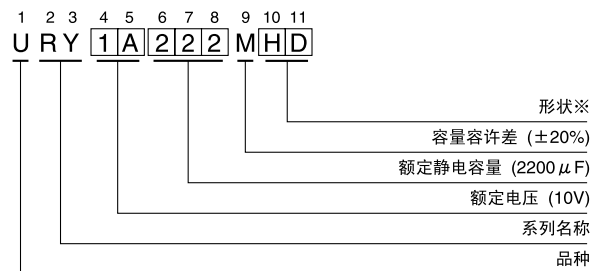 1 2 3 4 5 6 7 8 9 10 11
U R Y 1 A 2 2 2 M H D
形状※
容量容许差 (±20%)
额定静电容量 (2200μF)
额定电压 (10V)
系列名称
品种